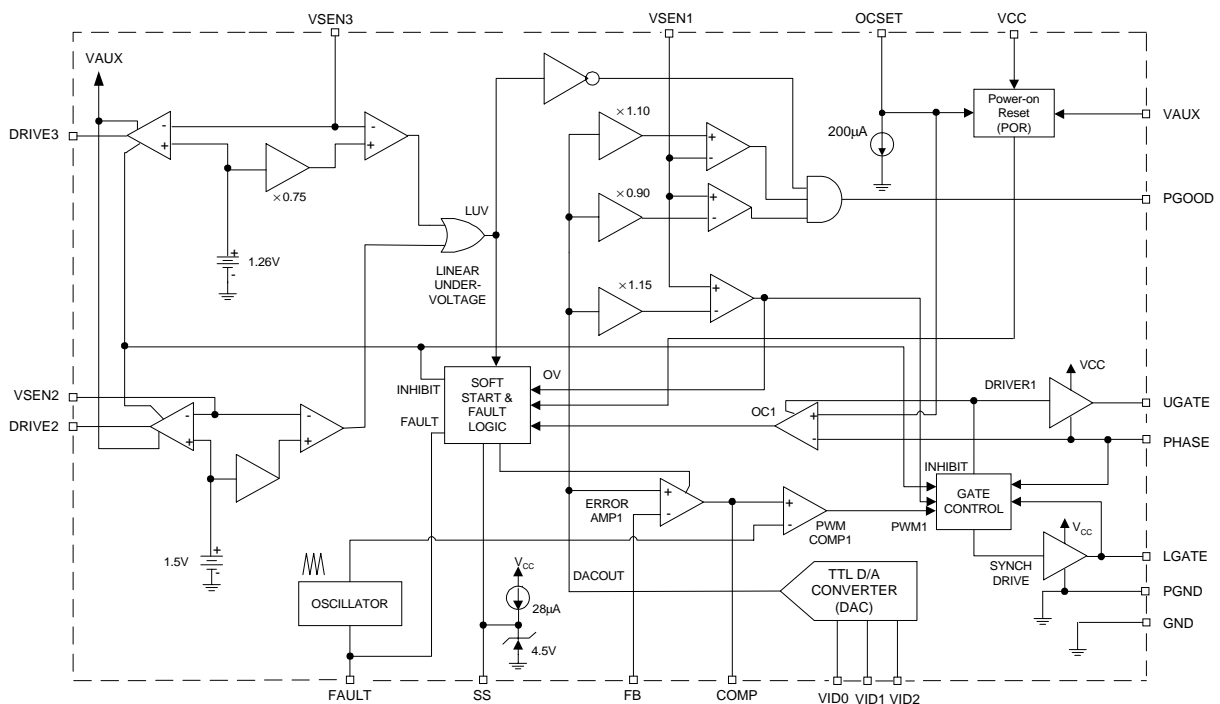 VSEN3
VSEN1
OCSET
VCC
VAUX
DRIVE3
-
+
-
+
×0.75
1.26V
+
-
LUV
LINEAR
UNDER-
VOLTAGE
×1.10
+
-
×0.90
+
-
×1.15
+
-
200µA
Power-on
Reset
(POR)
VAUX
PGOOD
VSEN2
DRIVE2
-
+
-
+
1.5V
+
-
INHIBIT
FAULT
SOFT
START &
FAULT
LOGIC
OV
OC1
+
-
DRIVER1
VCC
UGATE
PHASE
INHIBIT
GATE
CONTROL
ERROR
AMP1
+
-
+
-
PWM
COMP1
PWM1
SYNCH
DRIVE
VCC
LGATE
PGND
GND
OSCILLATOR
VCC
28µA
4.5V
DACOUT
TTL D/A
CONVERTER
(DAC)
FAULT
SS
FB
COMP
VID0
VID1
VID2